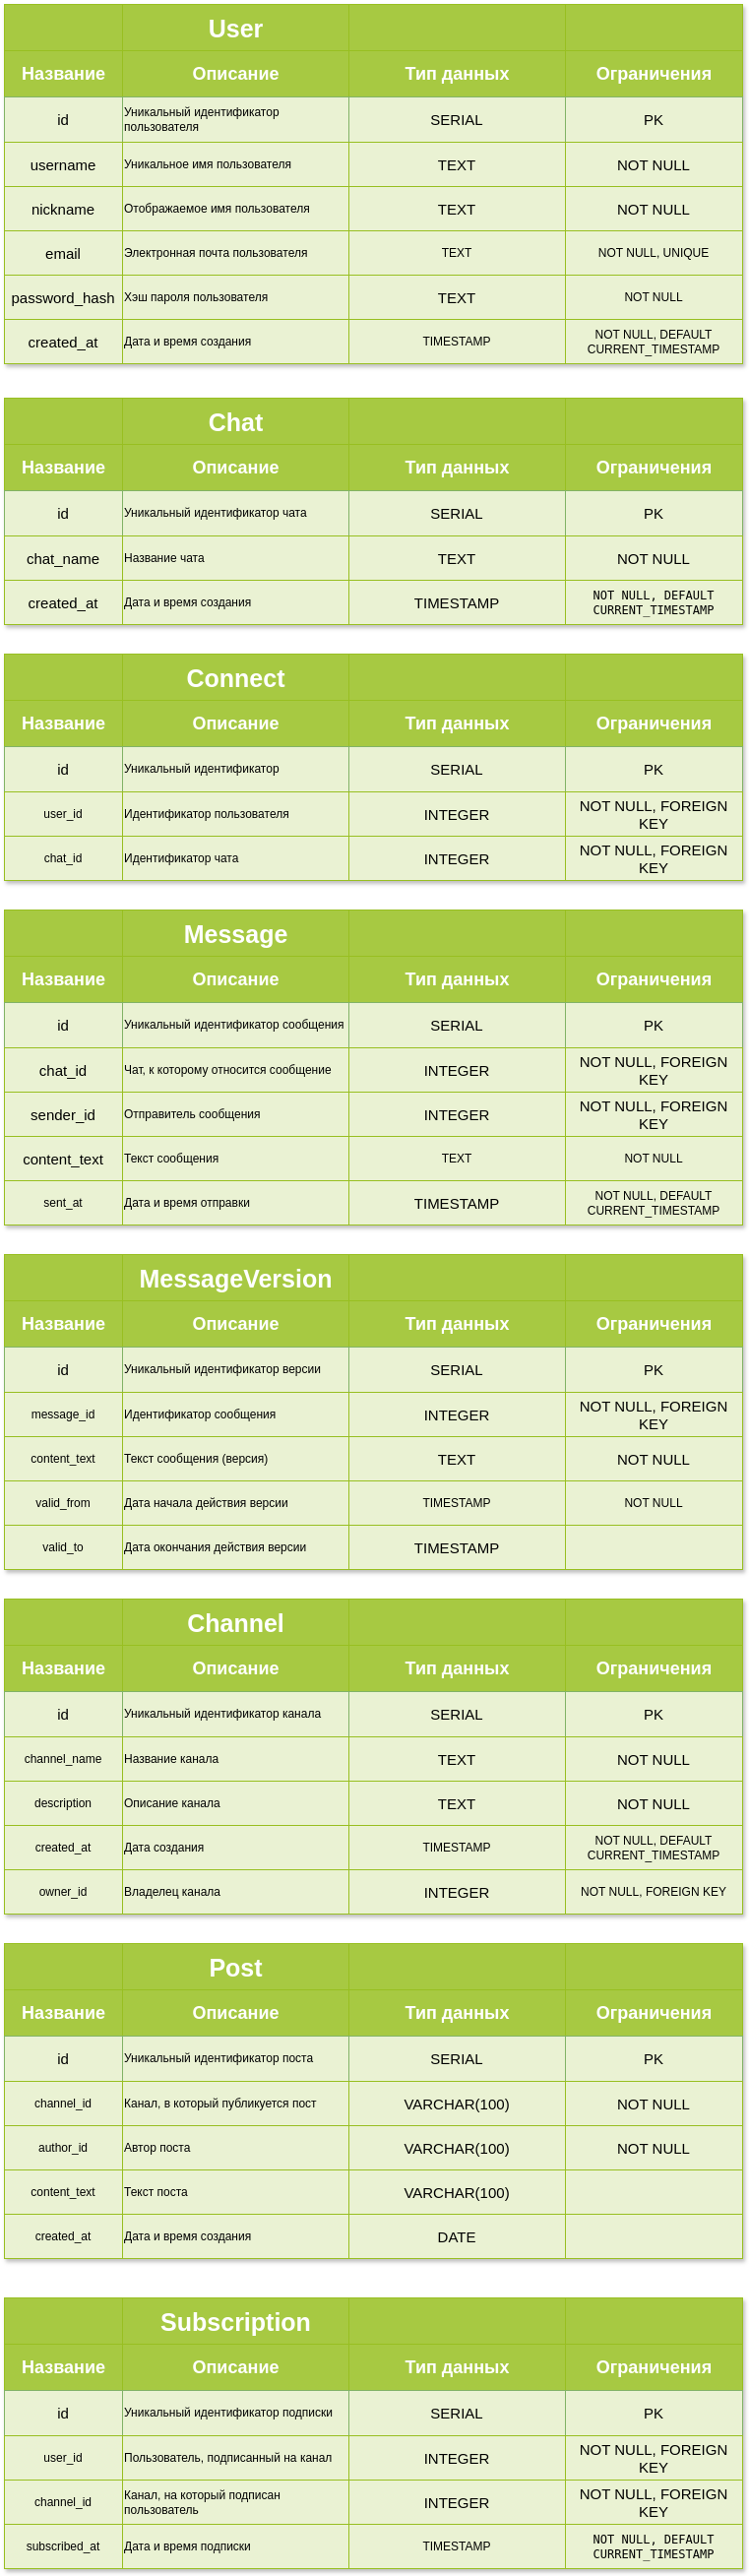 User
Название Описание Тип данных Ограничения
id Уникальный идентификатор пользователя SERIAL PK
username Уникальное имя пользователя TEXT NOT NULL
nickname Отображаемое имя пользователя TEXT NOT NULL
email Электронная почта пользователя TEXT NOT NULL, UNIQUE
password_hash Хэш пароля пользователя TEXT NOT NULL
created_at Дата и время создания TIMESTAMP NOT NULL, DEFAULT CURRENT_TIMESTAMP
Chat
Название Описание Тип данных Ограничения
id Уникальный идентификатор чата SERIAL PK
chat_name Название чата TEXT NOT NULL
created_at Дата и время создания TIMESTAMP NOT NULL, DEFAULT CURRENT_TIMESTAMP
Connect
Название Описание Тип данных Ограничения
id Уникальный идентификатор SERIAL PK
user_id Идентификатор пользователя INTEGER NOT NULL, FOREIGN KEY
chat_id Идентификатор чата INTEGER NOT NULL, FOREIGN KEY
Message
Название Описание Тип данных Ограничения
id Уникальный идентификатор сообщения SERIAL PK
chat_id Чат, к которому относится сообщение INTEGER NOT NULL, FOREIGN KEY
sender_id Отправитель сообщения INTEGER NOT NULL, FOREIGN KEY
content_text Текст сообщения TEXT NOT NULL
sent_at Дата и время отправки TIMESTAMP NOT NULL, DEFAULT CURRENT_TIMESTAMP
MessageVersion
Название Описание Тип данных Ограничения
id Уникальный идентификатор версии SERIAL PK
message_id Идентификатор сообщения INTEGER NOT NULL, FOREIGN KEY
content_text Текст сообщения (версия) TEXT NOT NULL
valid_from Дата начала действия версии TIMESTAMP NOT NULL
valid_to Дата окончания действия версии TIMESTAMP
Channel
Название Описание Тип данных Ограничения
id Уникальный идентификатор канала SERIAL PK
channel_name Название канала TEXT NOT NULL
description Описание канала TEXT NOT NULL
created_at Дата создания TIMESTAMP NOT NULL, DEFAULT CURRENT_TIMESTAMP
owner_id Владелец канала INTEGER NOT NULL, FOREIGN KEY
Post
Название Описание Тип данных Ограничения
id Уникальный идентификатор поста SERIAL PK
channel_id Канал, в который публикуется пост VARCHAR(100) NOT NULL
author_id Автор поста VARCHAR(100) NOT NULL
content_text Текст поста VARCHAR(100)
created_at Дата и время создания DATE
Subscription
Название Описание Тип данных Ограничения
id Уникальный идентификатор подписки SERIAL PK
user_id Пользователь, подписанный на канал INTEGER NOT NULL, FOREIGN KEY
channel_id Канал, на который подписан пользователь INTEGER NOT NULL, FOREIGN KEY
subscribed_at Дата и время подписки TIMESTAMP NOT NULL, DEFAULT CURRENT_TIMESTAMP